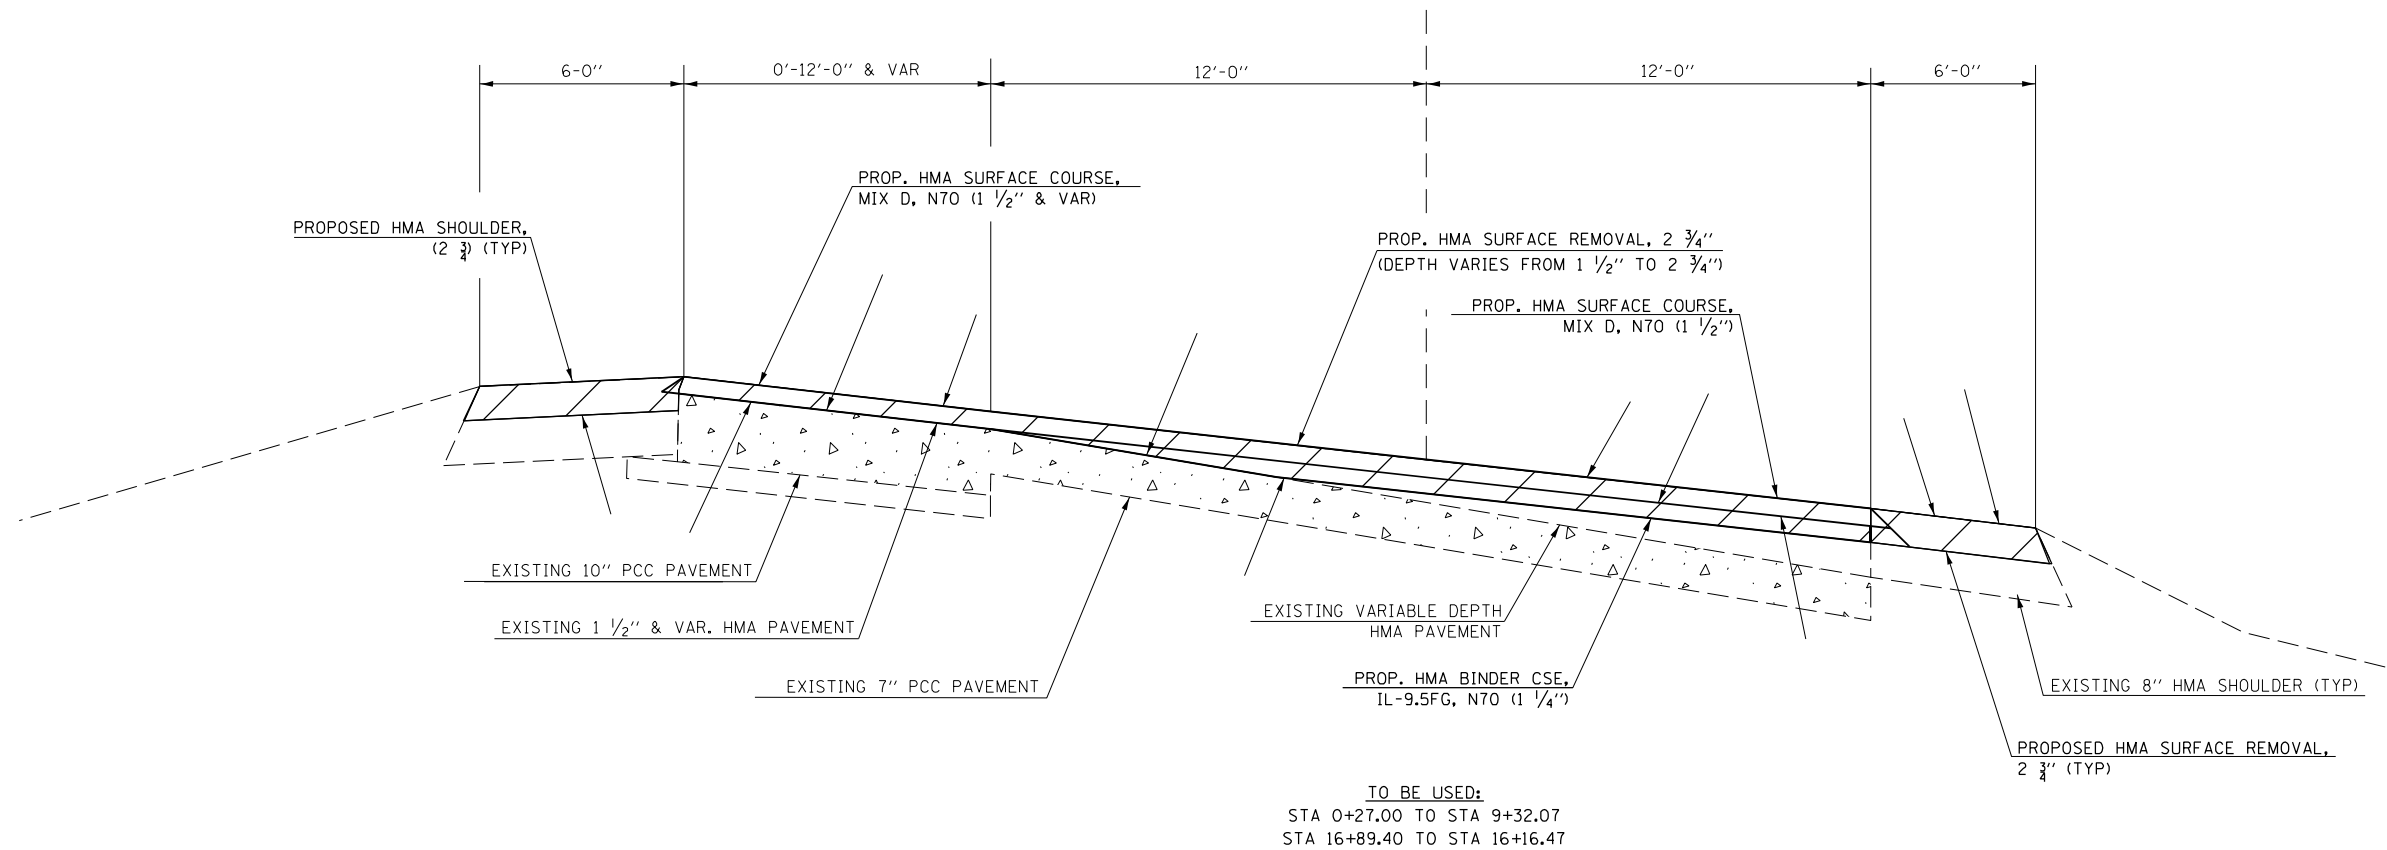 6-0"
0'-12'-0" & VAR
12'-0"
12'-0"
6'-0"
PROP. HMA SURFACE COURSE,
MIX D, N70 (1 1/2" & VAR)
PROPOSED HMA SHOULDER,
(2 3/4) (TYP)
PROP. HMA SURFACE REMOVAL, 2 3/4"
(DEPTH VARIES FROM 1 1/2" TO 2 3/4")
PROP. HMA SURFACE COURSE,
MIX D, N70 (1 1/2")
EXISTING 10" PCC PAVEMENT
EXISTING 1 1/2" & VAR. HMA PAVEMENT
EXISTING 7" PCC PAVEMENT
EXISTING VARIABLE DEPTH
HMA PAVEMENT
PROP. HMA BINDER CSE,
IL-9.5FG, N70 (1 1/4")
EXISTING 8" HMA SHOULDER (TYP)
PROPOSED HMA SURFACE REMOVAL,
2 3/4" (TYP)
TO BE USED:
STA 0+27.00 TO STA 9+32.07
STA 16+89.40 TO STA 16+16.47